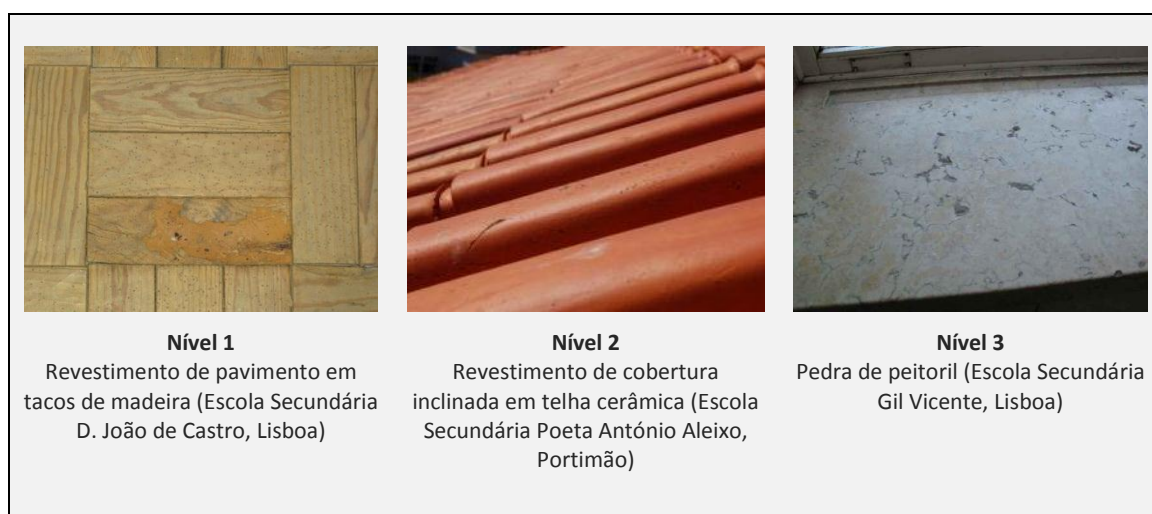 Nível 1
Revestimento de pavimento em
tacos de madeira (Escola Secundária
D. João de Castro, Lisboa)
Nível 2
Revestimento de cobertura
inclinada em telha cerâmica (Escola
Secundária Poeta António Aleixo,
Portimão)
Nível 3
Pedra de peitoril (Escola Secundária
Gil Vicente, Lisboa)